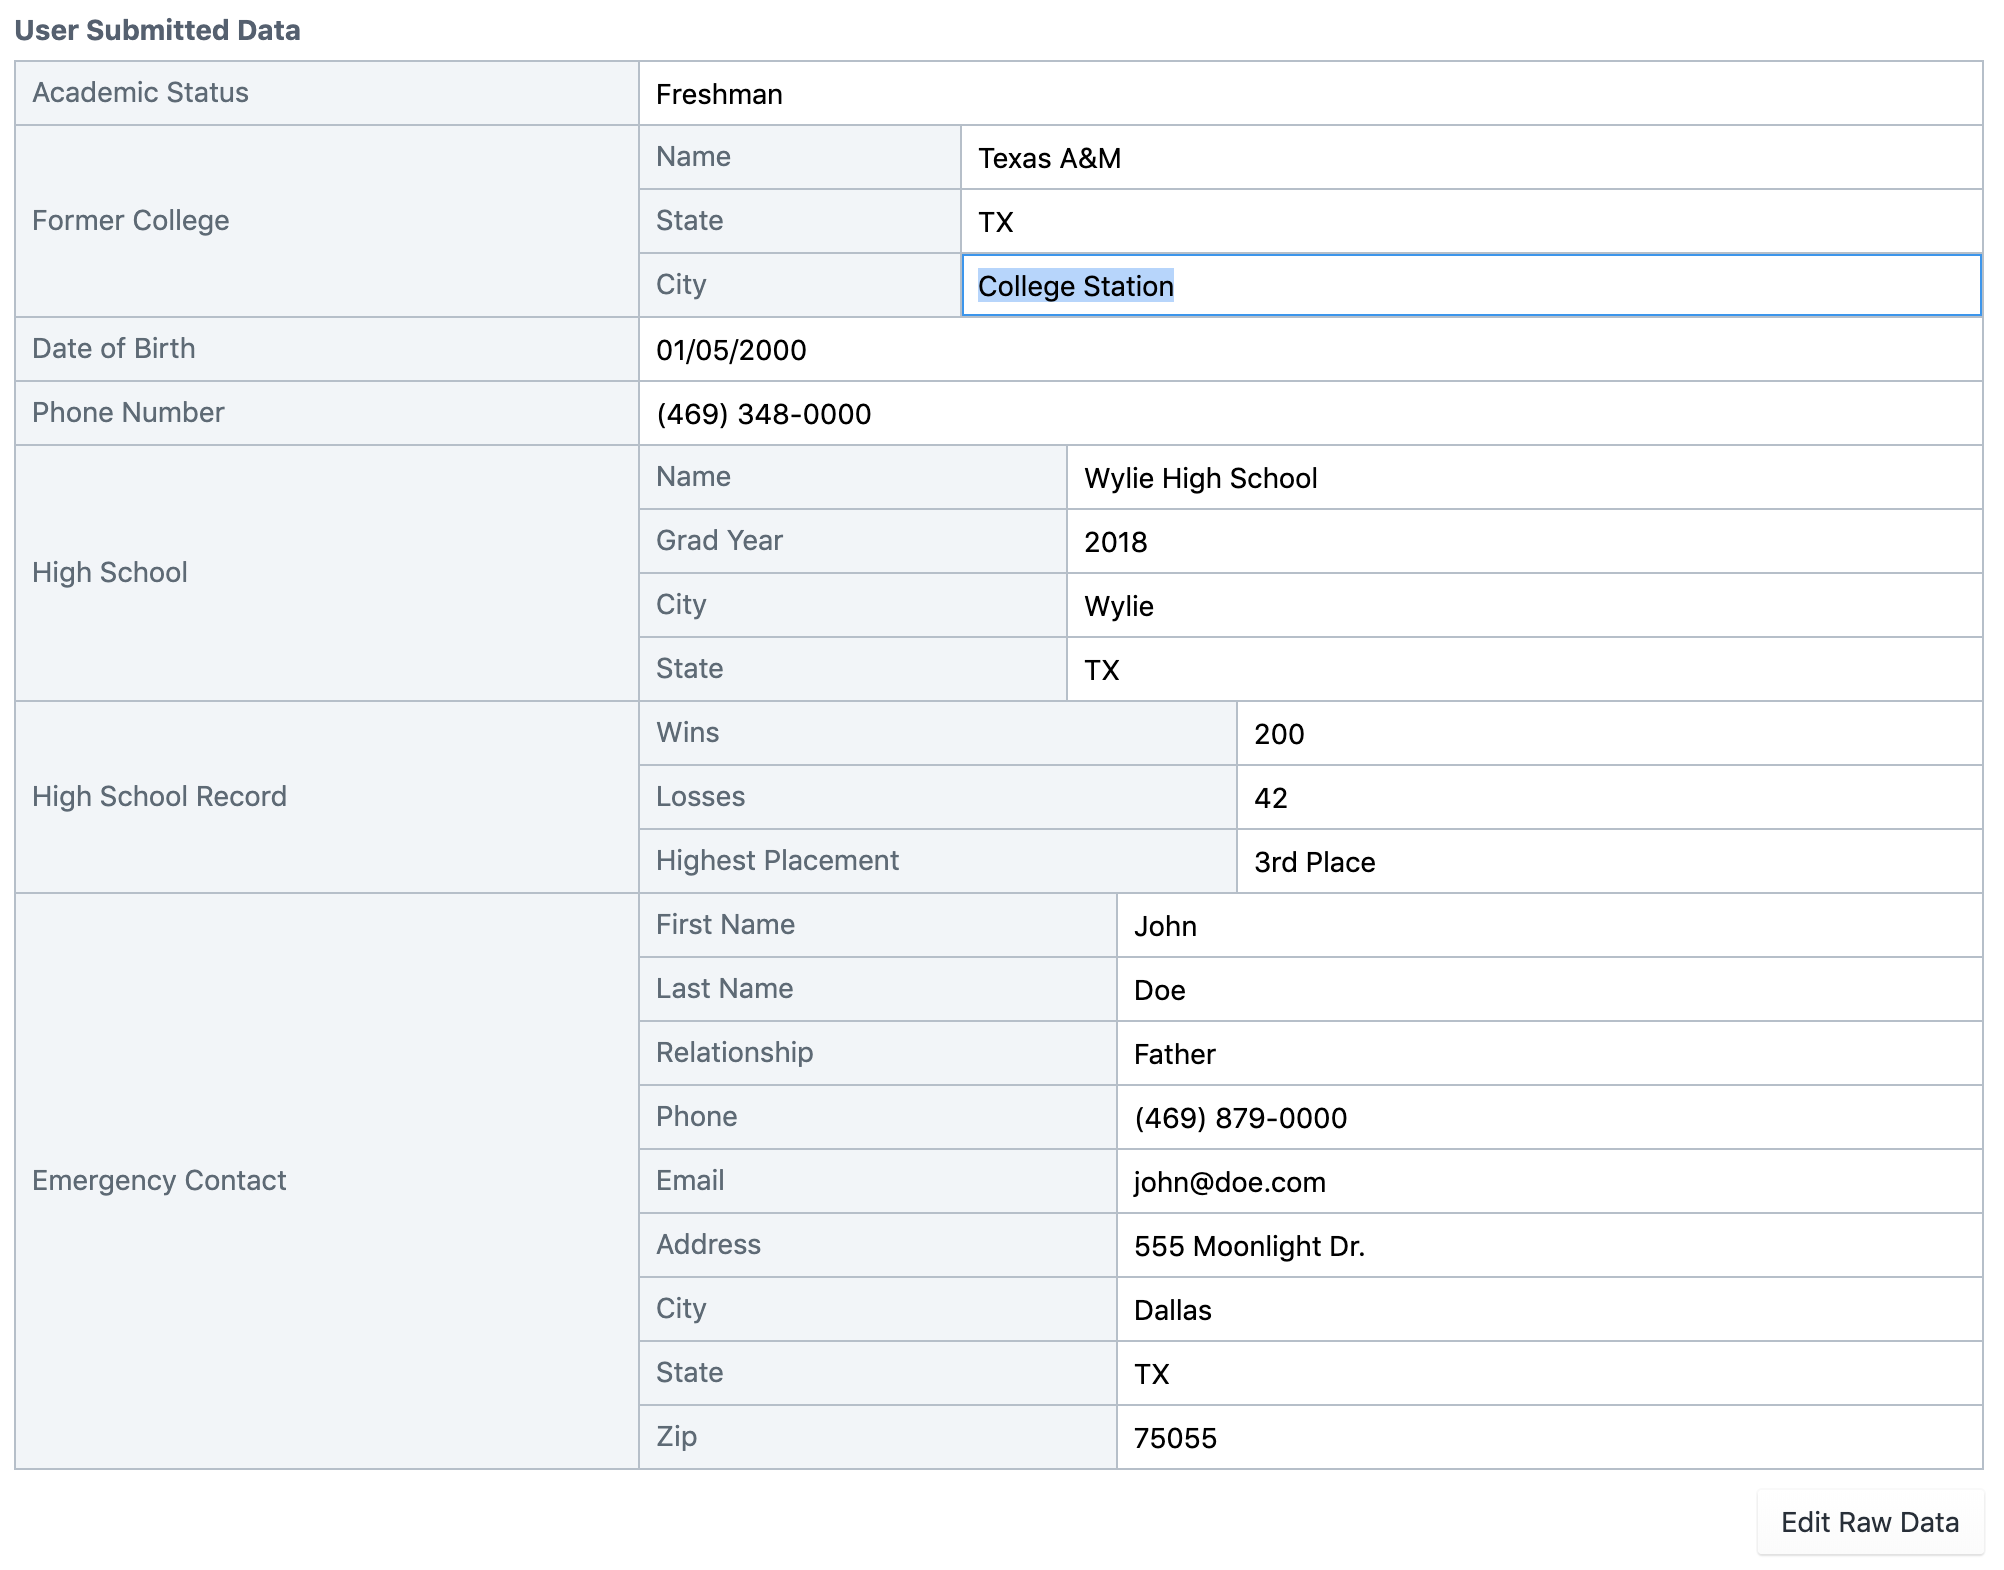 User Submitted Data
Academic Status Freshman
Former College
Name Texas A&M
State TX
City College Station
Date of Birth 01/05/2000
Phone Number (469) 348-0000
High School
Name Wylie High School
Grad Year 2018
City Wylie
State TX
High School Record
Wins 200
Losses 42
Highest Placement 3rd Place
Emergency Contact
First Name John
Last Name Doe
Relationship Father
Phone (469) 879-0000
Email john@doe.com
Address 555 Moonlight Dr.
City Dallas
State TX
Zip 75055
Edit Raw Data